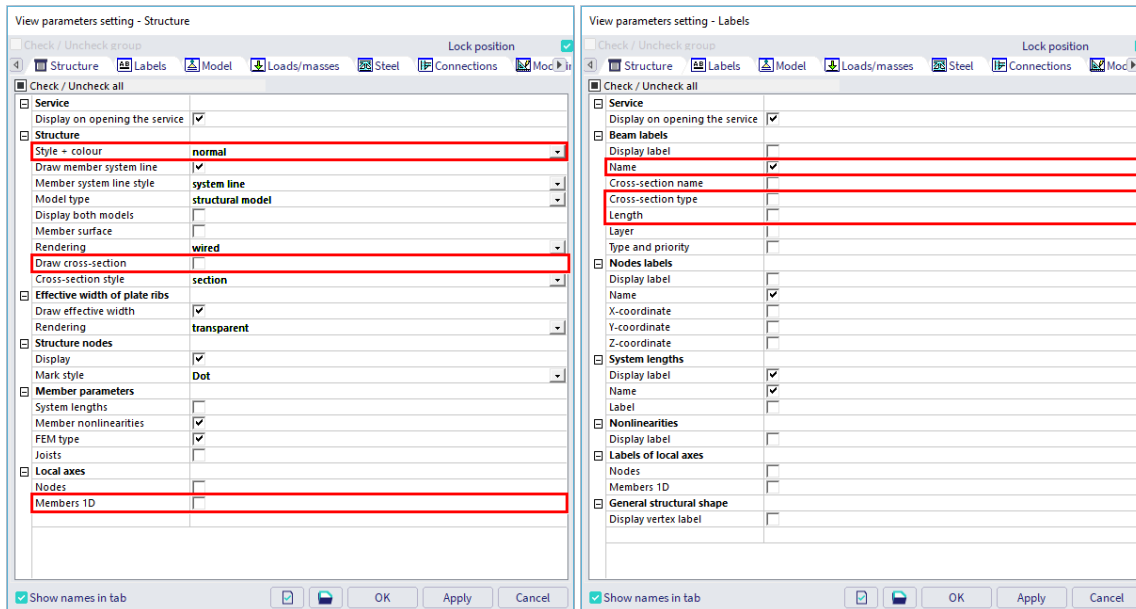 View parameters setting - Structure
Check / Uncheck group
Lock position
Structure Labels Model Loads/masses Steel Connections
Check / Uncheck all
Service
Display on opening the service
Structure
Style + colour normal
Draw member system line
Member system line style system line
Model type structural model
Display both models
Member surface
Rendering wired
Draw cross-section
Cross-section style section
Effective width of plate ribs
Draw effective width
Rendering transparent
Structure nodes
Display
Mark style Dot
Member parameters
System lengths
Member nonlinearities
FEM type
Joists
Local axes
Nodes
Members 1D
Show names in tab
OK Apply Cancel
View parameters setting - Labels
Check / Uncheck group
Lock position
Structure Labels Model Loads/masses Steel Connections
Check / Uncheck all
Service
Display on opening the service
Beam labels
Display label
Name
Cross-section name
Cross-section type
Length
Layer
Type and priority
Nodes labels
Display label
Name
X-coordinate
Y-coordinate
Z-coordinate
System lengths
Display label
Name
Label
Nonlinearities
Display label
Labels of local axes
Nodes
Members 1D
General structural shape
Display vertex label
Show names in tab
OK Apply Cancel